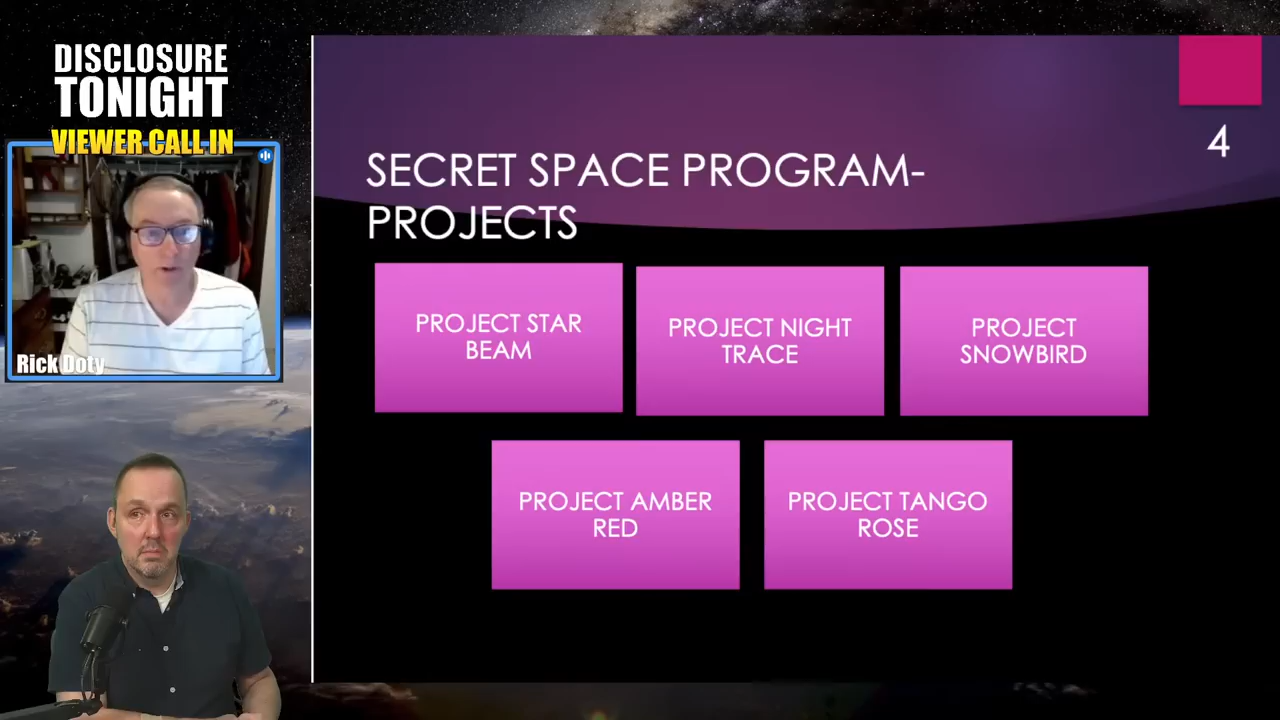 DISCLOSURE
TONIGHT
VIEWER CALL IN
Rick Doty
4
SECRET SPACE PROGRAM-
PROJECTS
PROJECT STAR
BEAM
PROJECT NIGHT
TRACE
PROJECT
SNOWBIRD
PROJECT AMBER
RED
PROJECT TANGO
ROSE